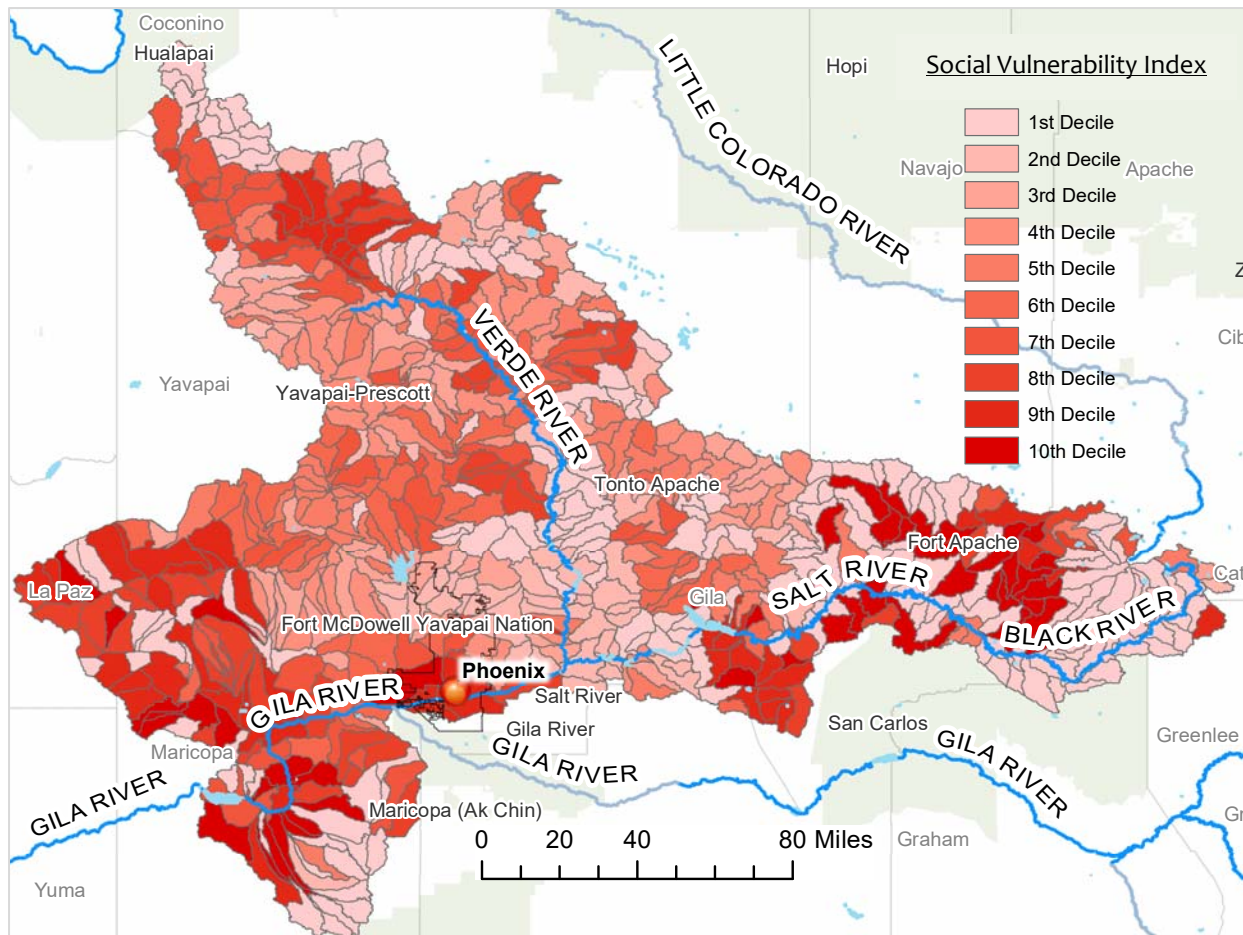 Coconino
Hualapai
Hopi
Social Vulnerability Index
1st Decile
2nd Decile
3rd Decile
4th Decile
5th Decile
6th Decile
7th Decile
8th Decile
9th Decile
10th Decile
LITTLE COLORADO RIVER
Navajo
Apache
Z
Cib
VERDE RIVER
Yavapai
Yavapai-Prescott
Tonto Apache
Fort Apache
La Paz
Gila
SALT RIVER
Cat
Fort McDowell Yavapai Nation
BLACK RIVER
Phoenix
GILA RIVER
Salt River
Gila River
San Carlos
Maricopa
GILA RIVER
GILA RIVER
Greenlee
GILA RIVER
Maricopa (Ak Chin)
Gr
Graham
0 20 40 80 Miles
Yuma